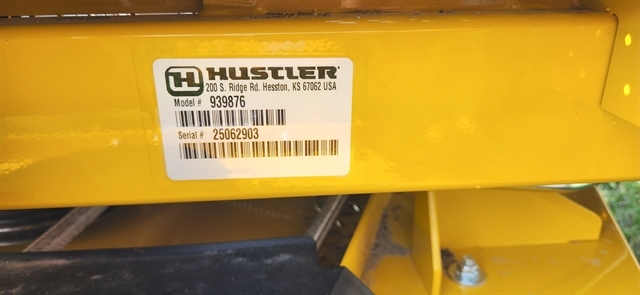 H HUSTLER
200 S. Ridge Rd. Hesston, KS 67062 USA
Model # 939876
Serial # 25062903